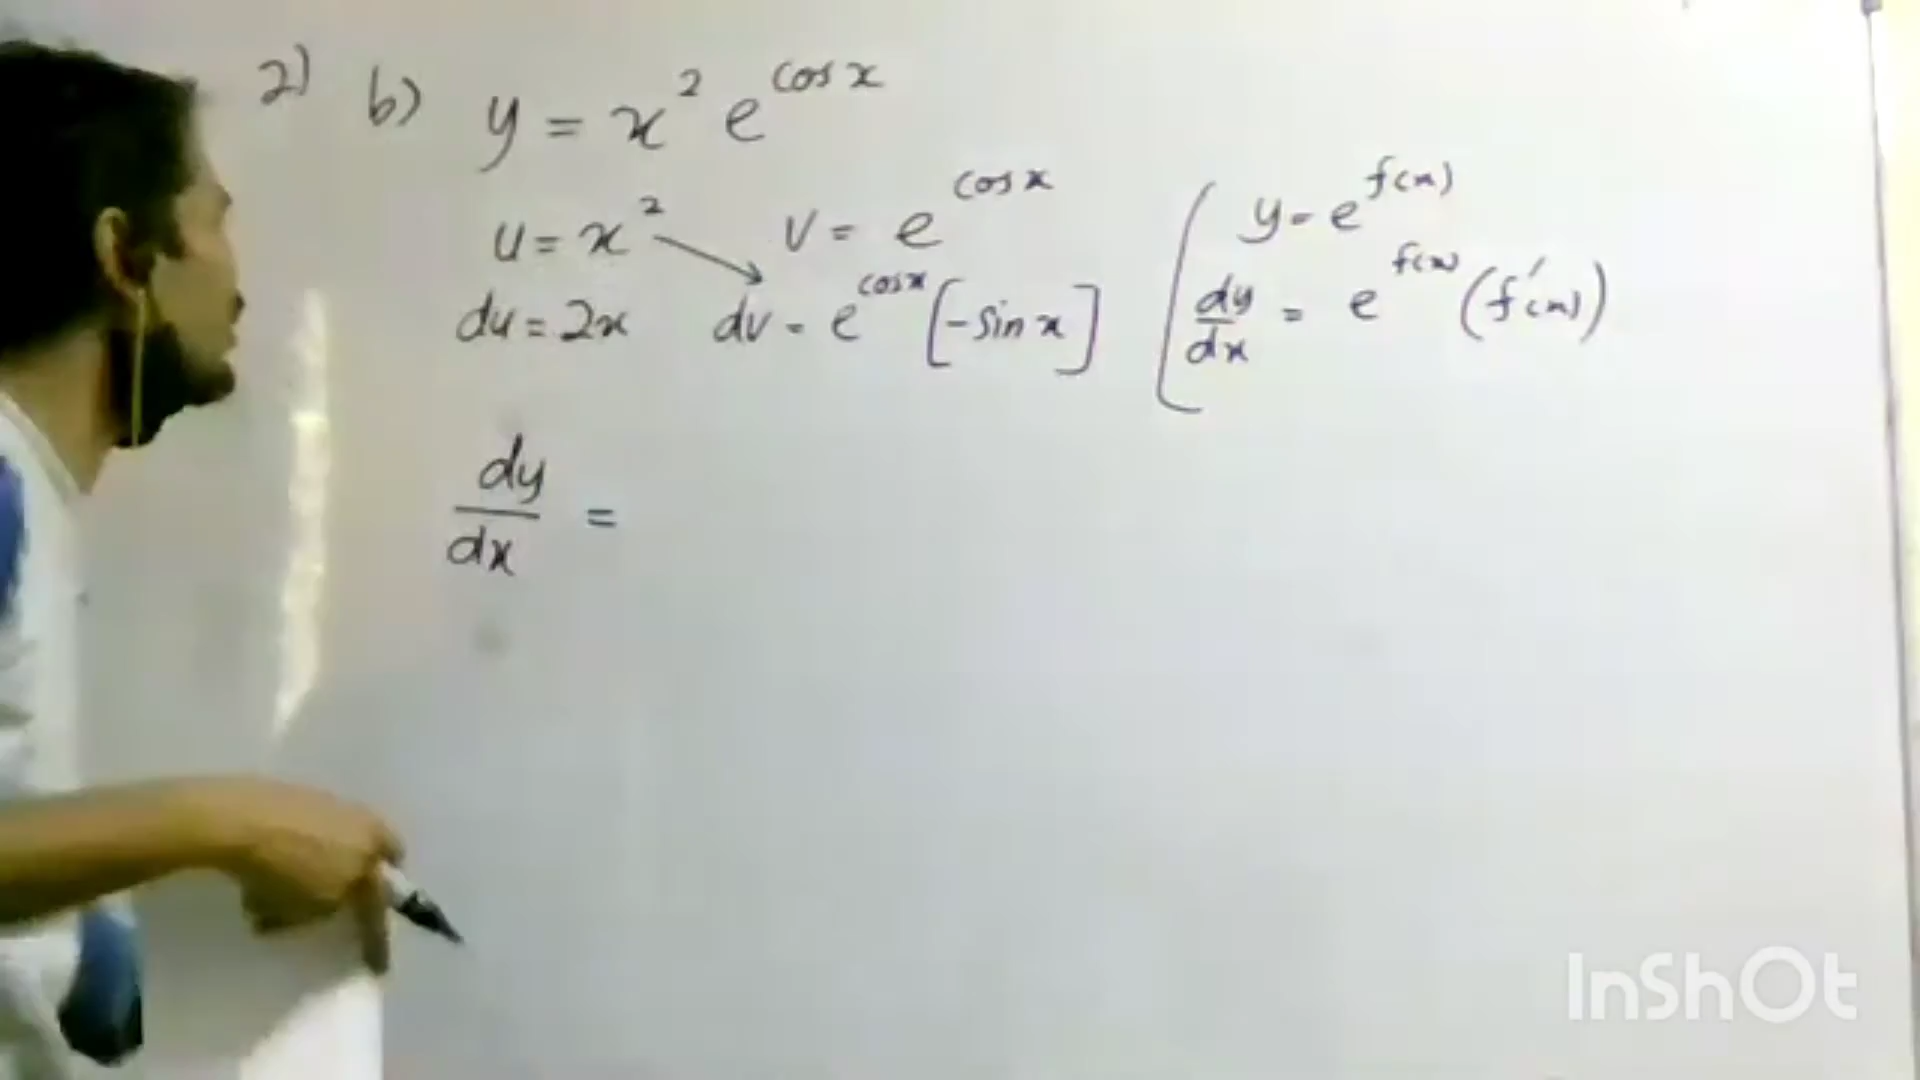 2) b) y = x² e^cos x
u = x² v = e^cos x
du = 2x dv = e^cos x [-sin x]
y = e^f(x)
dy/dx = e^f(x) (f'(x))
dy/dx =
InShOt